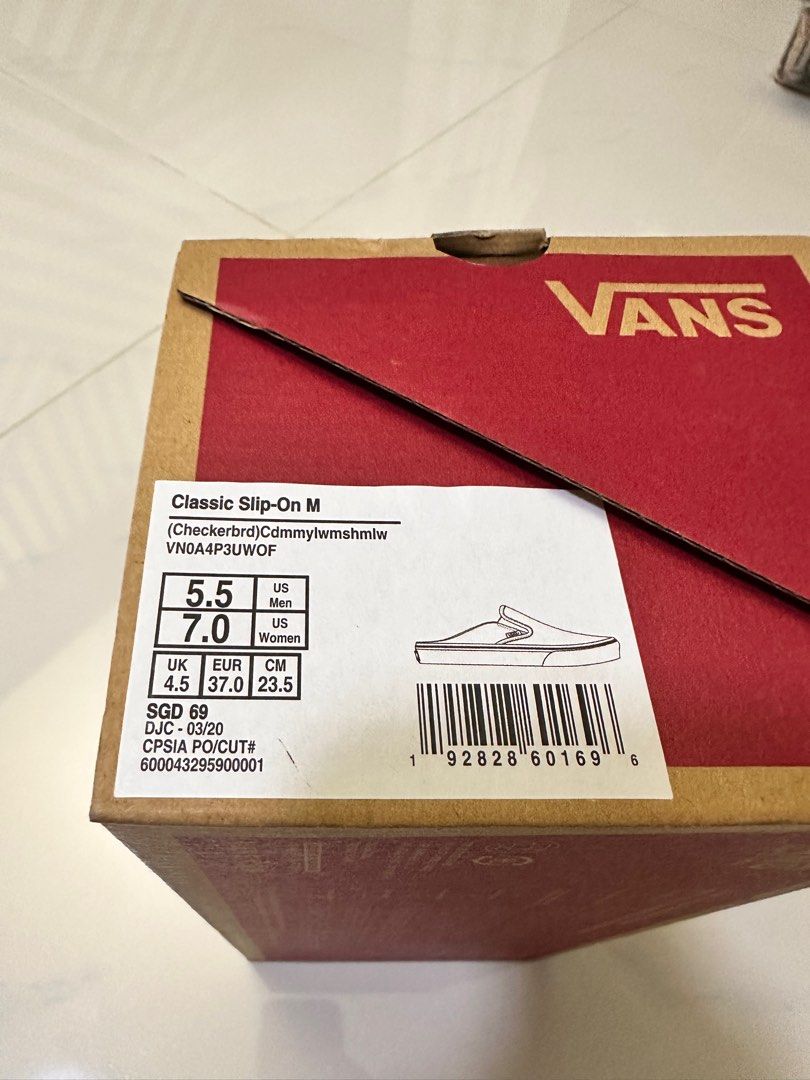 VANS
Classic Slip-On M
(Checkerbrd)Cdmmylwmshmlw
VN0A4P3UWOF
5.5 US Men
7.0 US Women
UK EUR CM
4.5 37.0 23.5
SGD 69
DJC - 03/20
CPSIA PO/CUT#
600043295900001
1 92828 60169 6